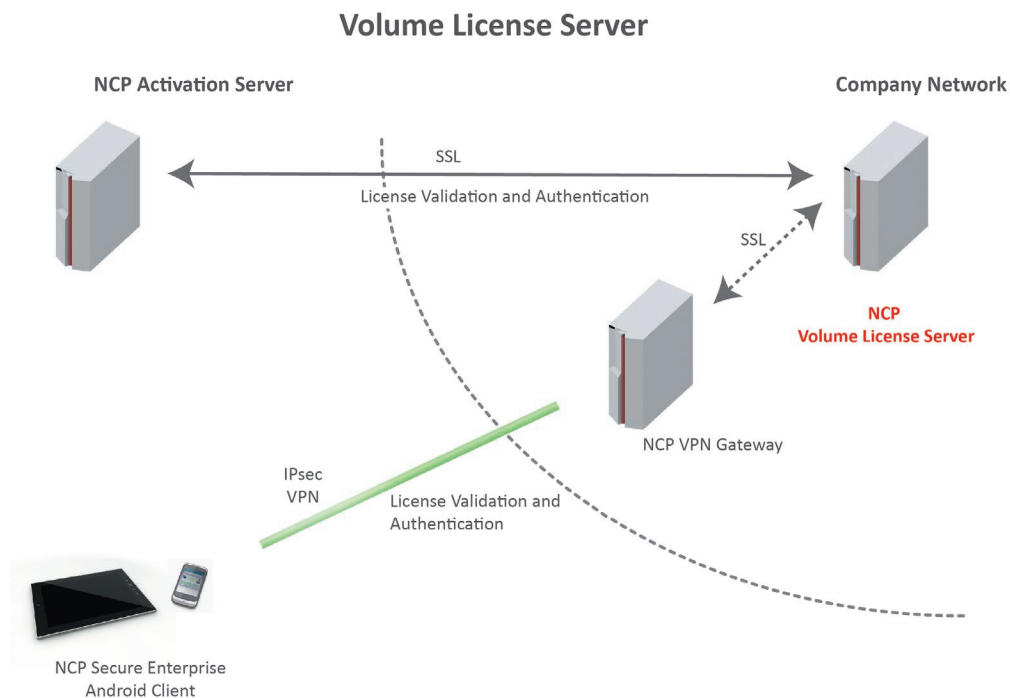 Volume License Server
NCP Activation Server
Company Network
SSL
License Validation and Authentication
SSL
NCP
Volume License Server
NCP VPN Gateway
IPsec
VPN
License Validation and
Authentication
NCP Secure Enterprise
Android Client